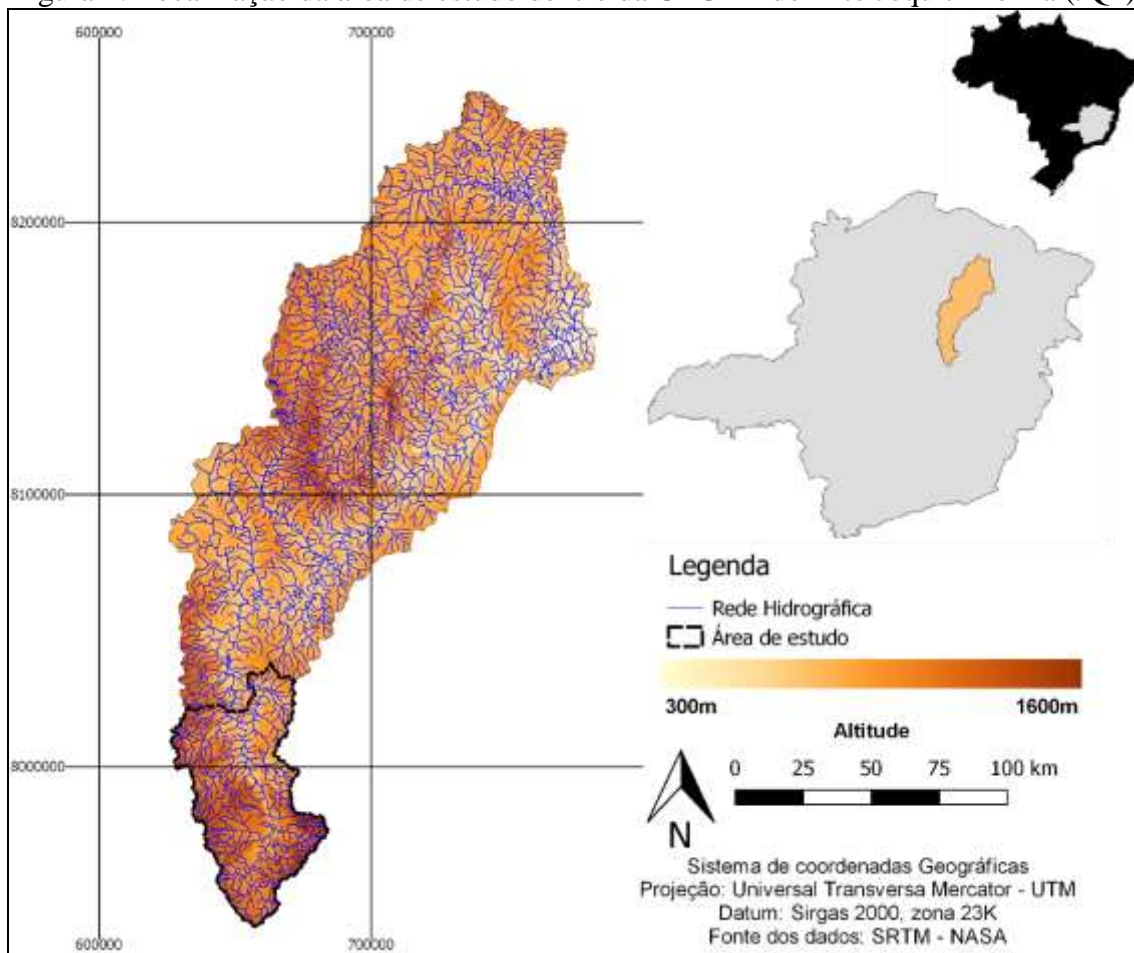 600000
700000
8200000
8100000
8000000
600000
700000
Legenda
Rede Hidrográfica
Área de estudo
300m
1600m
Altitude
0 25 50 75 100 km
N
Sistema de coordenadas Geográficas
Projeção: Universal Transversa Mercator - UTM
Datum: Sirgas 2000, zona 23K
Fonte dos dados: SRTM - NASA